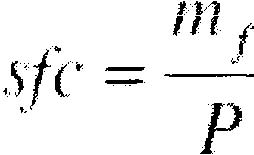 sfc = m_f / P